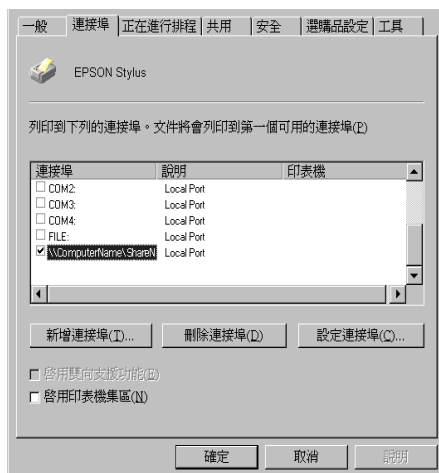 一般 連接埠 正在進行排程 共用 安全 選購品設定 工具
EPSON Stylus
列印到下列的連接埠。文件將會列印到第一個可用的連接埠(P)
連接埠 說明 印表機
COM2: Local Port
COM3: Local Port
COM4: Local Port
FILE: Local Port
\\ComputerName\ShareN Local Port
新增連接埠(T)... 刪除連接埠(D) 設定連接埠(C)...
啓用雙向支援功能(E)
啓用印表機集區(N)
確定 取消 說明